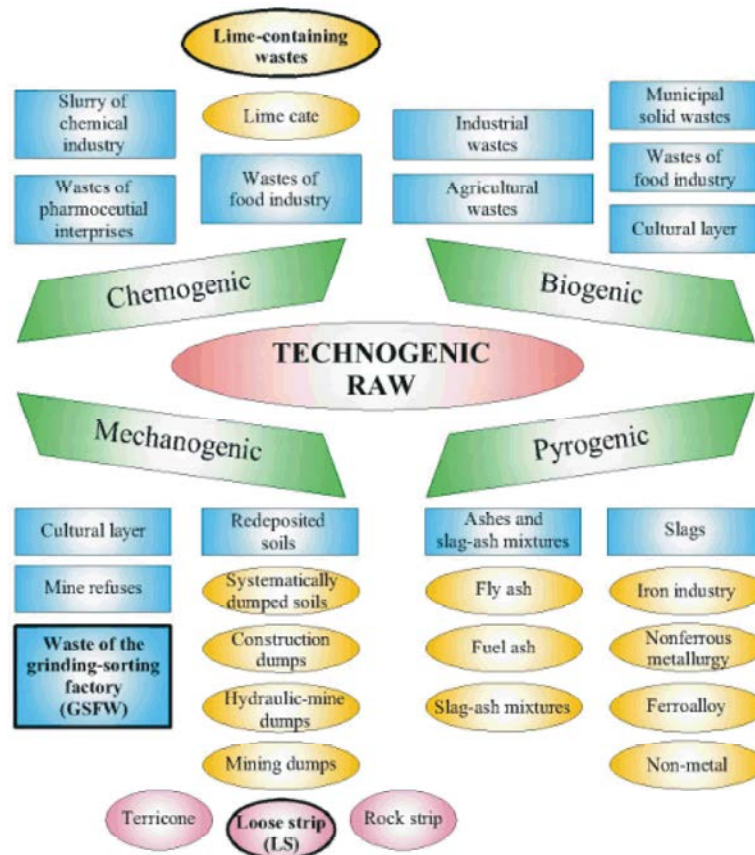 Lime-containing
wastes
Slurry of
chemical
industry
Lime cate
Industrial
wastes
Municipal
solid wastes
Wastes of
pharmoceutial
interprises
Wastes of
food industry
Agricultural
wastes
Wastes of
food industry
Cultural layer
Chemogenic
Biogenic
TECHNOGENIC
RAW
Mechanogenic
Pyrogenic
Cultural layer
Redeposited
soils
Ashes and
slag-ash mixtures
Slags
Mine refuses
Systematically
dumped soils
Fly ash
Iron industry
Waste of the
grinding-sorting
factory
(GSFW)
Construction
dumps
Fuel ash
Nonferrous
metallurgy
Hydraulic-mine
dumps
Slag-ash mixtures
Ferroalloy
Mining dumps
Non-metal
Terricone
Loose strip
(LS)
Rock strip